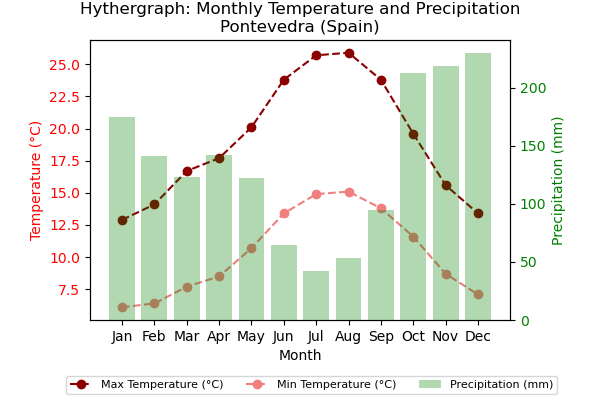 Hythergraph: Monthly Temperature and Precipitation
Pontevedra (Spain)
25.0
22.5
20.0
17.5
15.0
12.5
10.0
7.5
Temperature (°C)
200
150
100
50
0
Precipitation (mm)
Jan Feb Mar Apr May Jun Jul Aug Sep Oct Nov Dec
Month
Max Temperature (°C) Min Temperature (°C) Precipitation (mm)